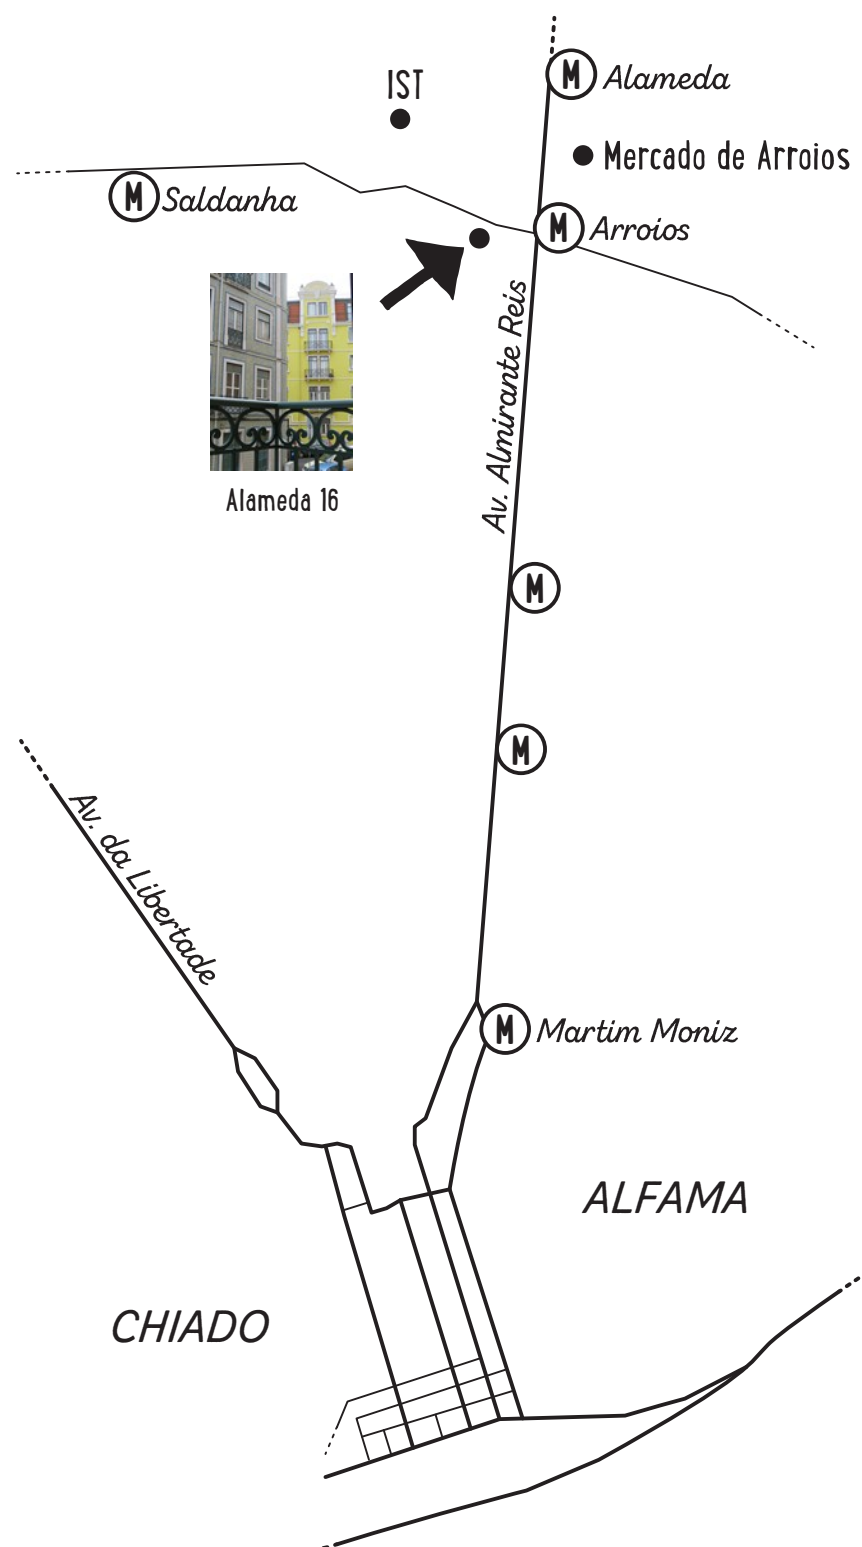 IST
M Alameda
Mercado de Arroios
M Saldanha
M Arroios
Av. Almirante Reis
Alameda 16
M
M
Av. da Libertade
M Martim Moniz
ALFAMA
CHIADO